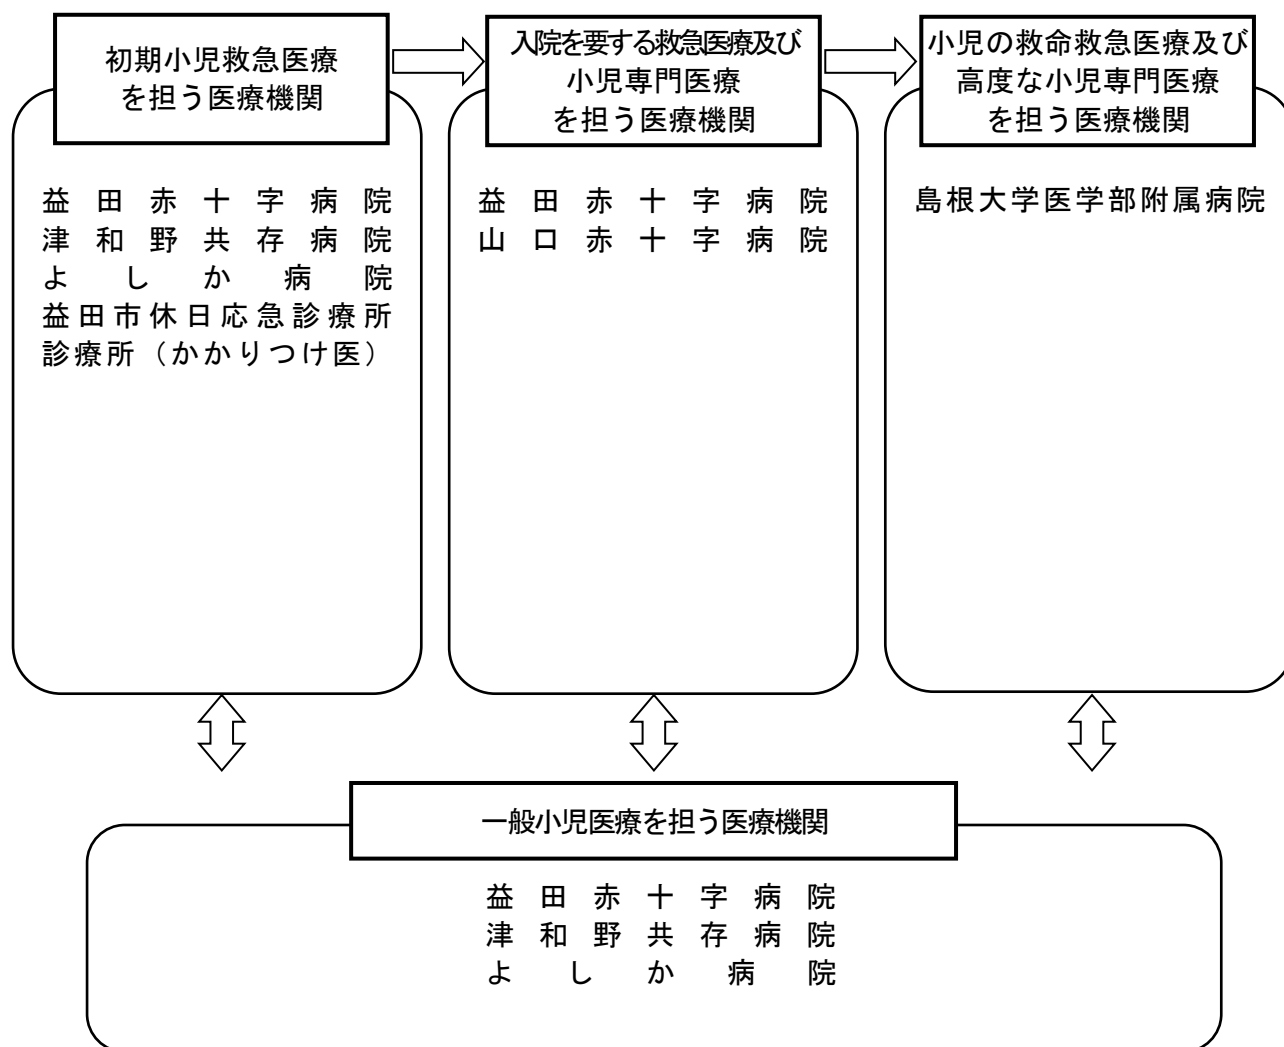 初期小児救急医療
を担う医療機関
益田赤十字病院
津和野共存病院
よしか病院
益田市休日応急診療所
診療所（かかりつけ医）
入院を要する救急医療及び
小児専門医療
を担う医療機関
益田赤十字病院
山口赤十字病院
小児の救命救急医療及び
高度な小児専門医療
を担う医療機関
島根大学医学部附属病院
一般小児医療を担う医療機関
益田赤十字病院
津和野共存病院
よしか病院